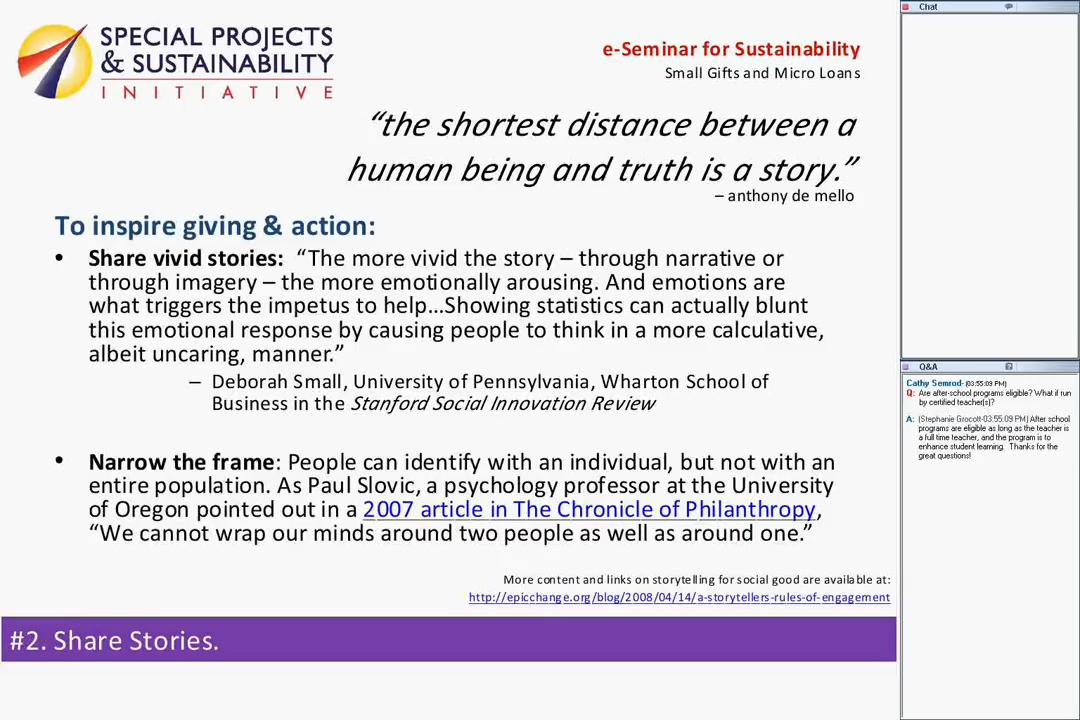 SPECIAL PROJECTS
& SUSTAINABILITY
INITIATIVE
e-Seminar for Sustainability
Small Gifts and Micro Loans
“the shortest distance between a
human being and truth is a story.”
– anthony de mello
To inspire giving & action:
• Share vivid stories: “The more vivid the story – through narrative or
through imagery – the more emotionally arousing. And emotions are
what triggers the impetus to help…Showing statistics can actually blunt
this emotional response by causing people to think in a more calculative,
albeit uncaring, manner.”
– Deborah Small, University of Pennsylvania, Wharton School of
Business in the Stanford Social Innovation Review
• Narrow the frame: People can identify with an individual, but not with an
entire population. As Paul Slovic, a psychology professor at the University
of Oregon pointed out in a 2007 article in The Chronicle of Philanthropy,
“We cannot wrap our minds around two people as well as around one.”
More content and links on storytelling for social good are available at:
http://epicchange.org/blog/2008/04/14/a-storytellers-rules-of-engagement
#2. Share Stories.
Chat
Q&A
Cathy Semrod- (03:55:09 PM)
Q: Are after-school programs eligible? What if run
by certified teacher(s)?
A: (Stephanie Grocott-03:55:09 PM) After school
programs are eligible as long as the teacher is
a full time teacher, and the program is to
enhance student learning. Thanks for the
great questions!